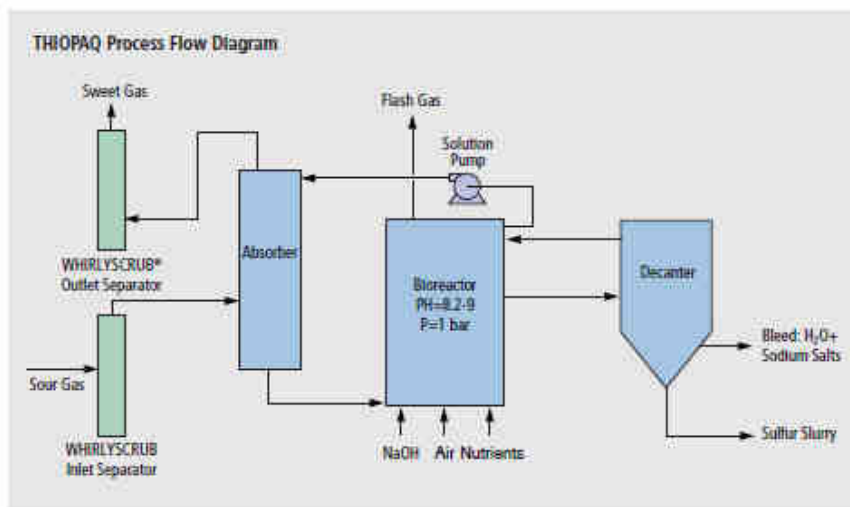 THIOPAQ Process Flow Diagram
Sweet Gas
Flash Gas
Solution
Pump
Absorber
WHIRLYSCRUB®
Outlet Separator
Bioreactor
PH=8.2-9
P=1 bar
Decanter
Bleed: H₂O+
Sodium Salts
Sour Gas
WHIRLYSCRUB
Inlet Separator
NaOH
Air
Nutrients
Sulfur Slurry